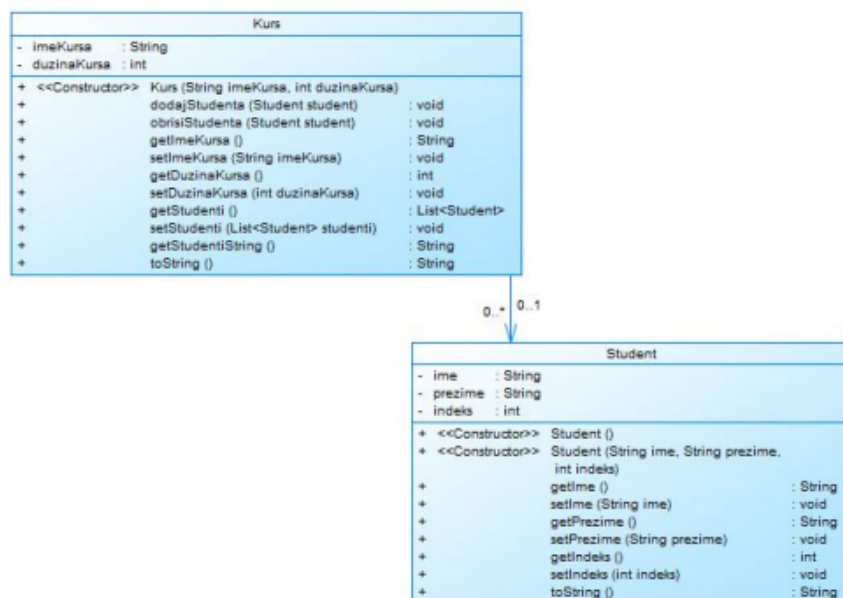 Kurs
- imeKursa : String
- duzinaKursa : int
+ <<Constructor>> Kurs (String imeKursa, int duzinaKursa)
+ dodajStudenta (Student student) : void
+ obrisiStudenta (Student student) : void
+ getImeKursa () : String
+ setImeKursa (String imeKursa) : void
+ getDuzinaKursa () : int
+ setDuzinaKursa (int duzinaKursa) : void
+ getStudenti () : List<Student>
+ setStudenti (List<Student> studenti) : void
+ getStudentiString () : String
+ toString () : String
0..* 0..1
Student
- ime : String
- prezime : String
- indeks : int
+ <<Constructor>> Student ()
+ <<Constructor>> Student (String ime, String prezime,
int indeks)
+ getIme () : String
+ setIme (String ime) : void
+ getPrezime () : String
+ setPrezime (String prezime) : void
+ getIndeks () : int
+ setIndeks (int indeks) : void
+ toString () : String